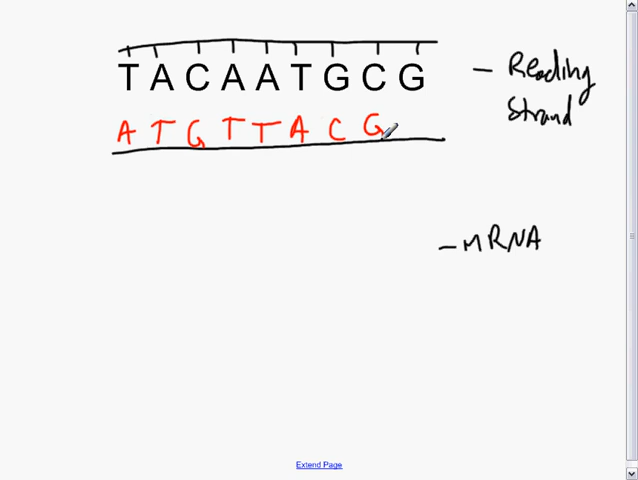 TACAATGCG
- Reading
Strand
ATGTTACG
- MRNA
Extend Page